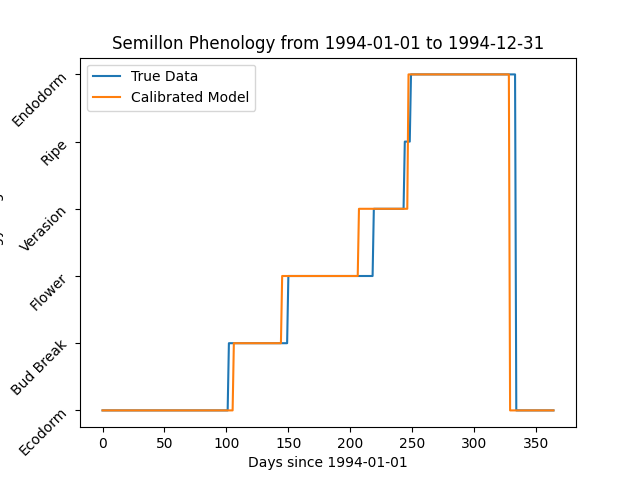 Semillon Phenology from 1994-01-01 to 1994-12-31
True Data
Calibrated Model
Endodorm
Ripe
Verasion
Flower
Bud Break
Ecodorm
0 50 100 150 200 250 300 350
Days since 1994-01-01